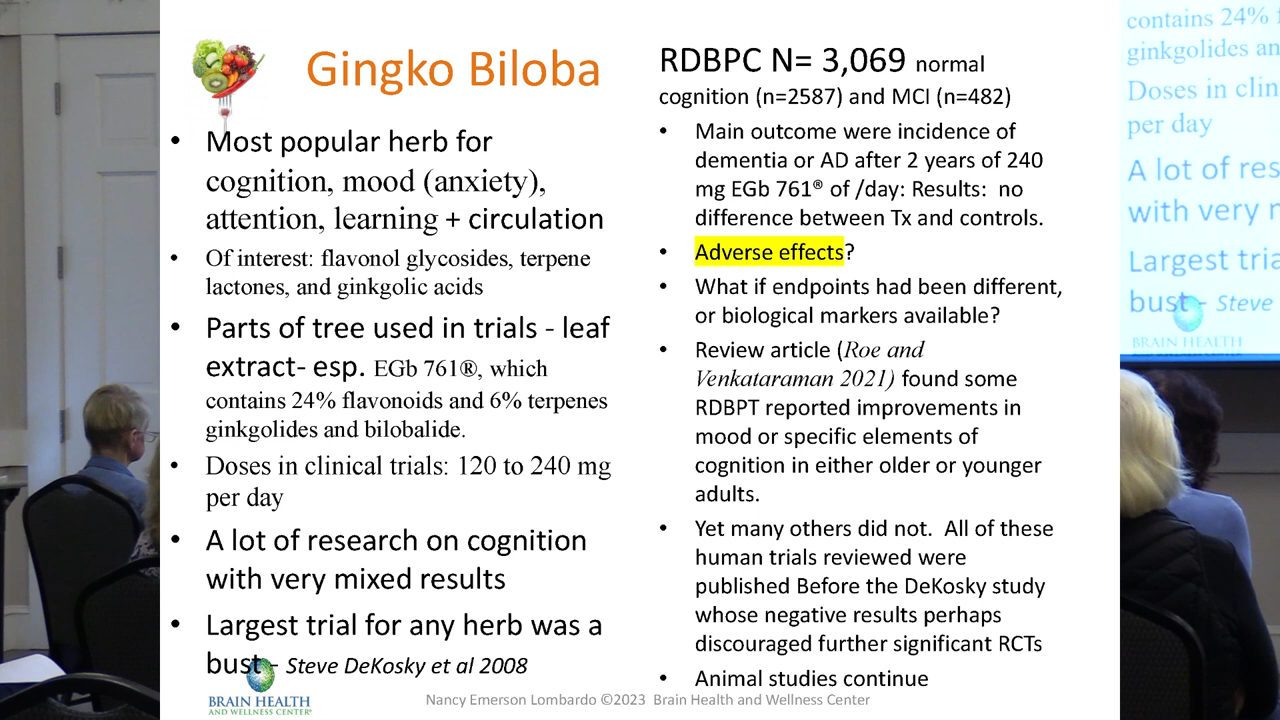 Gingko Biloba
• Most popular herb for
cognition, mood (anxiety),
attention, learning + circulation
• Of interest: flavonol glycosides, terpene
lactones, and ginkgolic acids
• Parts of tree used in trials - leaf
extract- esp. EGb 761®, which
contains 24% flavonoids and 6% terpenes
ginkgolides and bilobalide.
• Doses in clinical trials: 120 to 240 mg
per day
• A lot of research on cognition
with very mixed results
• Largest trial for any herb was a
bust - Steve DeKosky et al 2008
BRAIN HEALTH
AND WELLNESS CENTER®
RDBPC N= 3,069 normal
cognition (n=2587) and MCI (n=482)
• Main outcome were incidence of
dementia or AD after 2 years of 240
mg EGb 761® of /day: Results: no
difference between Tx and controls.
• Adverse effects?
• What if endpoints had been different,
or biological markers available?
• Review article (Roe and
Venkataraman 2021) found some
RDBPT reported improvements in
mood or specific elements of
cognition in either older or younger
adults.
• Yet many others did not. All of these
human trials reviewed were
published Before the DeKosky study
whose negative results perhaps
discouraged further significant RCTs
• Animal studies continue
Nancy Emerson Lombardo ©2023 Brain Health and Wellness Center
contains 24%
ginkgolides an
Doses in clin
per day
A lot of res
with very
Largest tria
bust - Steve
BRAIN HEALTH